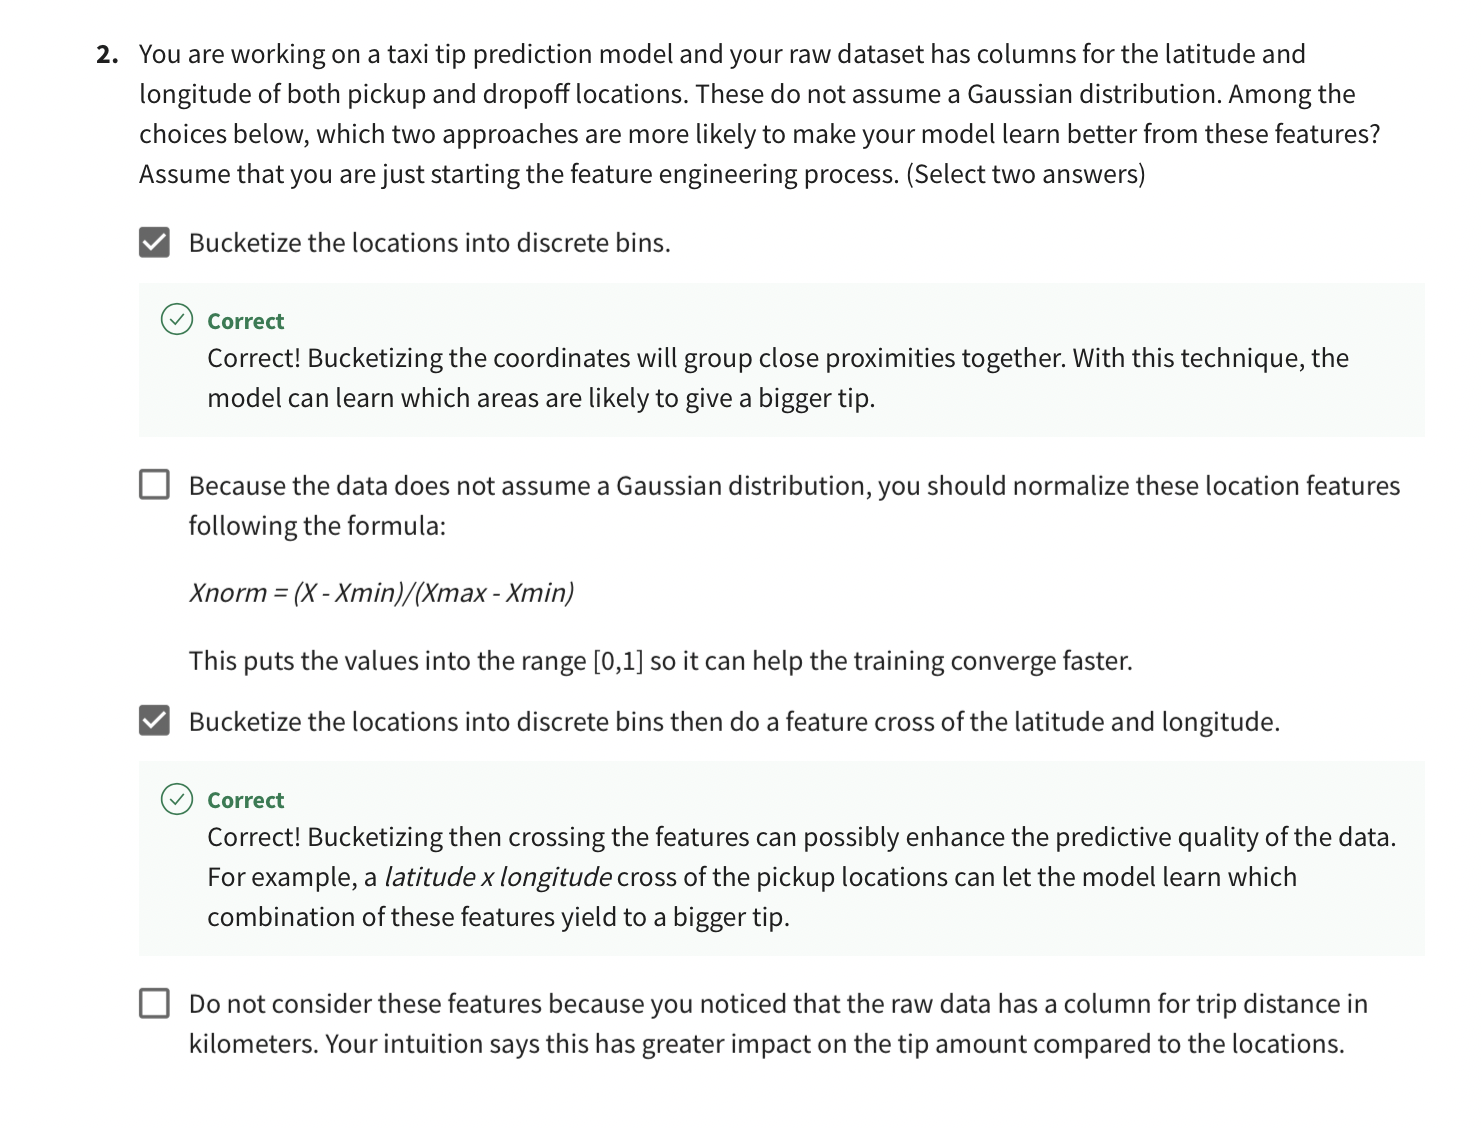 2. You are working on a taxi tip prediction model and your raw dataset has columns for the latitude and
longitude of both pickup and dropoff locations. These do not assume a Gaussian distribution. Among the
choices below, which two approaches are more likely to make your model learn better from these features?
Assume that you are just starting the feature engineering process. (Select two answers)
Bucketize the locations into discrete bins.
Correct
Correct! Bucketizing the coordinates will group close proximities together. With this technique, the
model can learn which areas are likely to give a bigger tip.
Because the data does not assume a Gaussian distribution, you should normalize these location features
following the formula:
Xnorm = (X - Xmin)/(Xmax - Xmin)
This puts the values into the range [0,1] so it can help the training converge faster.
Bucketize the locations into discrete bins then do a feature cross of the latitude and longitude.
Correct
Correct! Bucketizing then crossing the features can possibly enhance the predictive quality of the data.
For example, a latitude x longitude cross of the pickup locations can let the model learn which
combination of these features yield to a bigger tip.
Do not consider these features because you noticed that the raw data has a column for trip distance in
kilometers. Your intuition says this has greater impact on the tip amount compared to the locations.